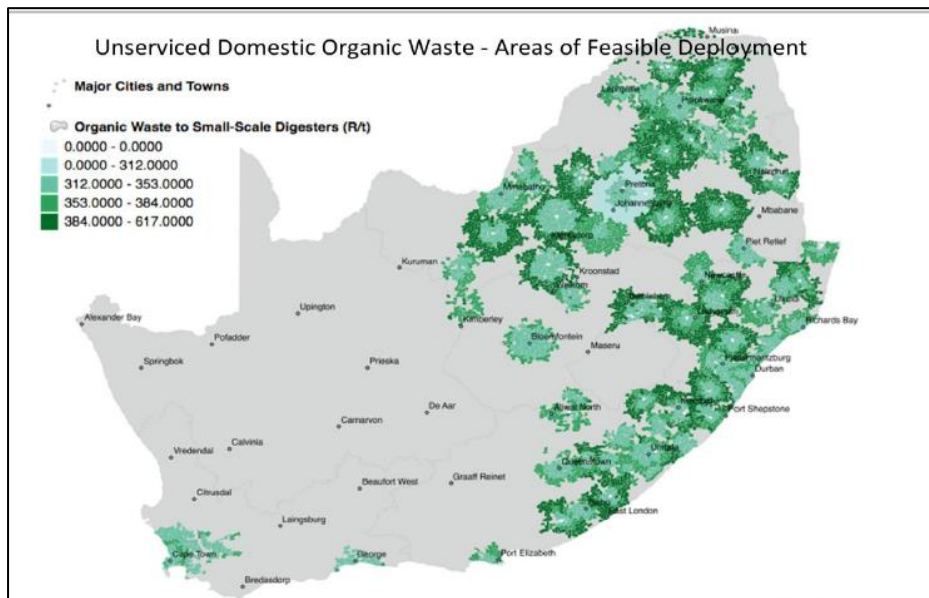 Unserviced Domestic Organic Waste - Areas of Feasible Deployment
Musina
Major Cities and Towns
Organic Waste to Small-Scale Digesters (R/t)
0.0000 - 0.0000
0.0000 - 312.0000
312.0000 - 353.0000
353.0000 - 384.0000
384.0000 - 617.0000
Lephalale
Polokwane
Nelspruit
Mmabatho
Pretoria
Johannesburg
Mbabane
Klerksdorp
Piet Retief
Kuruman
Kroonstad
Newcastle
Welkom
Bethlehem
Ulundi
Upington
Ladysmith
Alexander Bay
Kimberley
Richards Bay
Pofadder
Bloemfontein
Maseru
Springbok
Prieska
Pietermaritzburg
Durban
Aliwal North
Port Shepstone
De Aar
Carnarvon
Calvinia
Umtata
Vredendal
Queenstown
Beaufort West
Graaff Reinet
Citrusdal
East London
Laingsburg
Cape Town
George
Port Elizabeth
Bredasdorp